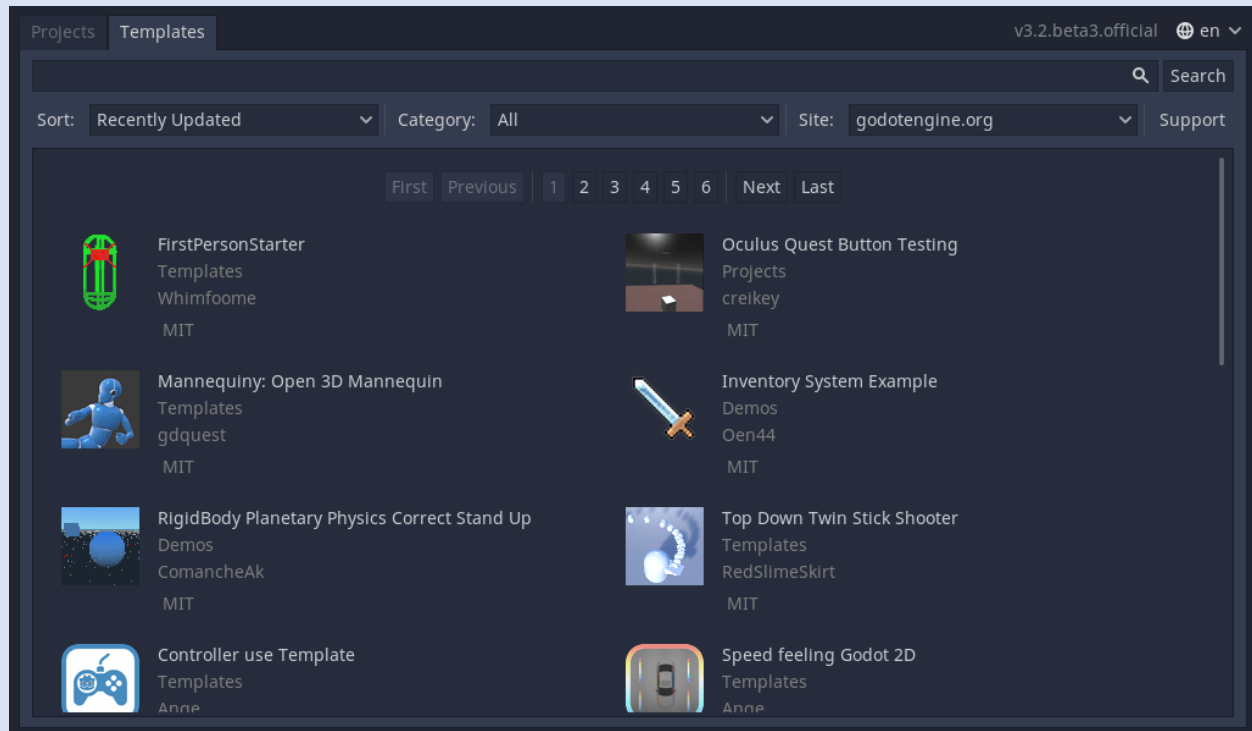 Projects Templates v3.2.beta3.official en
Search
Sort: Recently Updated Category: All Site: godotengine.org Support
First Previous 1 2 3 4 5 6 Next Last
FirstPersonStarter
Templates
Whimfoome
MIT
Oculus Quest Button Testing
Projects
creikey
MIT
Mannequiny: Open 3D Mannequin
Templates
gdquest
MIT
Inventory System Example
Demos
Oen44
MIT
RigidBody Planetary Physics Correct Stand Up
Demos
ComancheAk
MIT
Top Down Twin Stick Shooter
Templates
RedSlimeSkirt
MIT
Controller use Template
Templates
Ange
Speed feeling Godot 2D
Templates
Ange